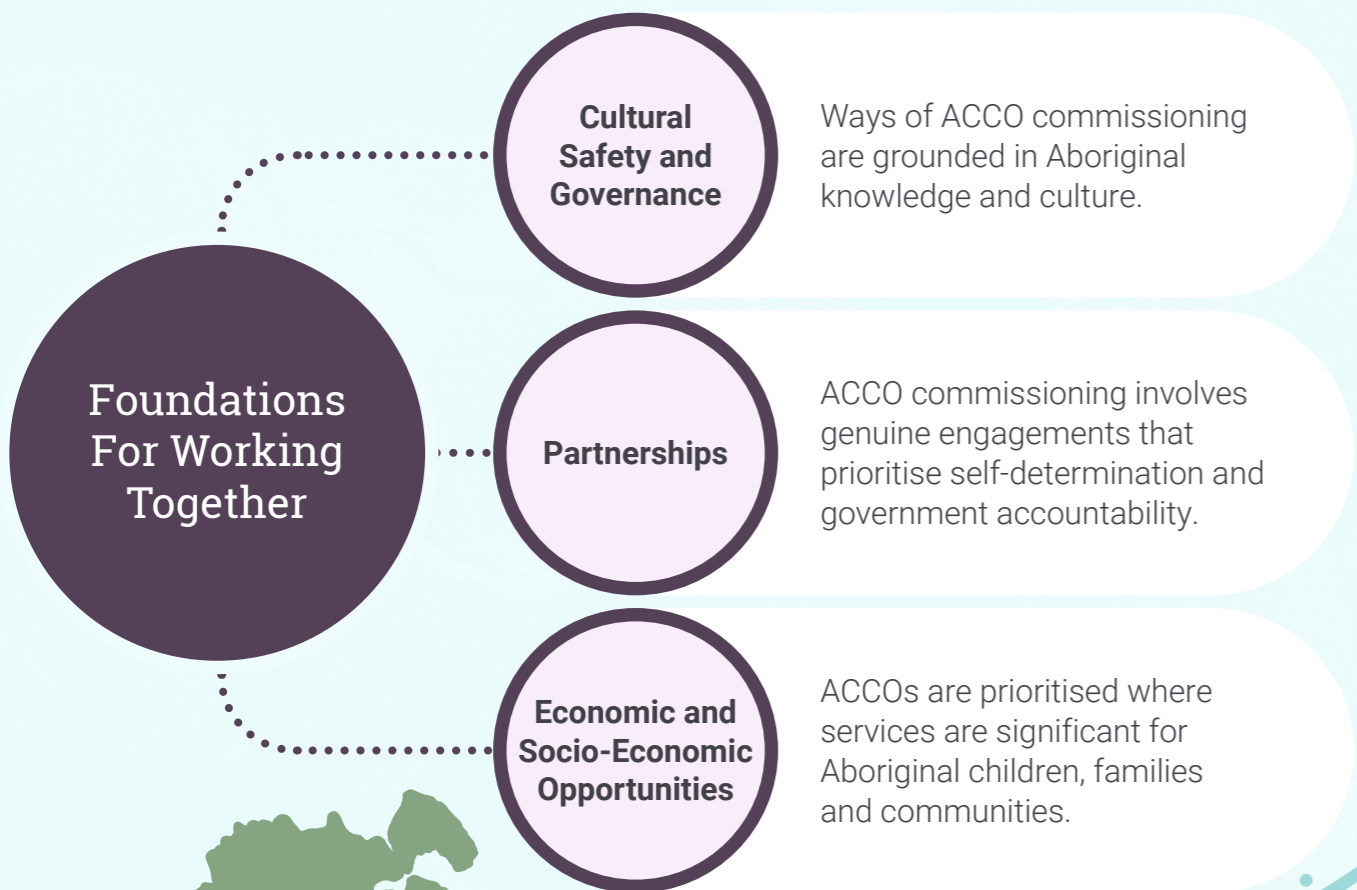 Foundations
For Working
Together
Cultural
Safety and
Governance
Ways of ACCO commissioning
are grounded in Aboriginal
knowledge and culture.
Partnerships
ACCO commissioning involves
genuine engagements that
prioritise self-determination and
government accountability.
Economic and
Socio-Economic
Opportunities
ACCOs are prioritised where
services are significant for
Aboriginal children, families
and communities.